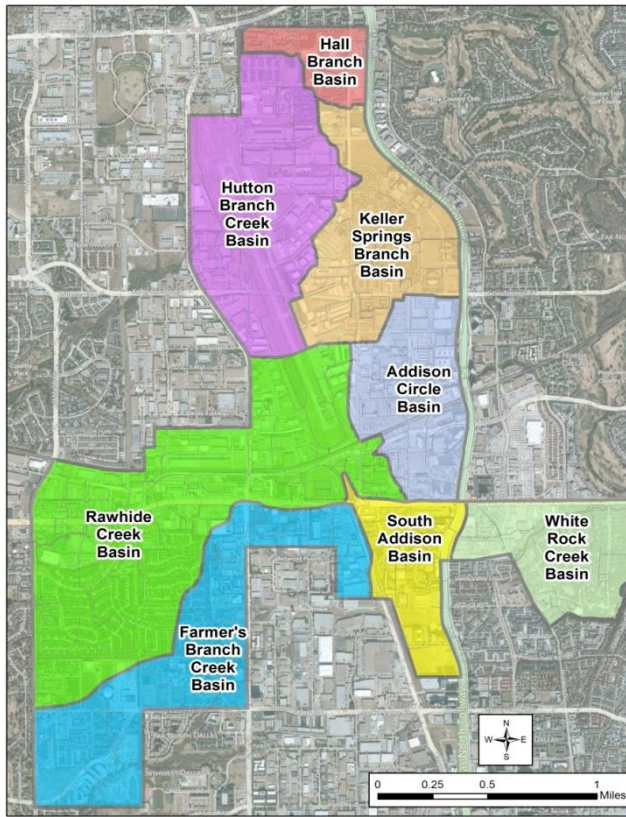 Hall
Branch
Basin
Hutton
Branch
Creek
Basin
Keller
Springs
Branch
Basin
Addison
Circle
Basin
Rawhide
Creek
Basin
South
Addison
Basin
White
Rock
Creek
Basin
Farmer's
Branch
Creek
Basin
N
W E
S
0 0.25 0.5 1
Miles